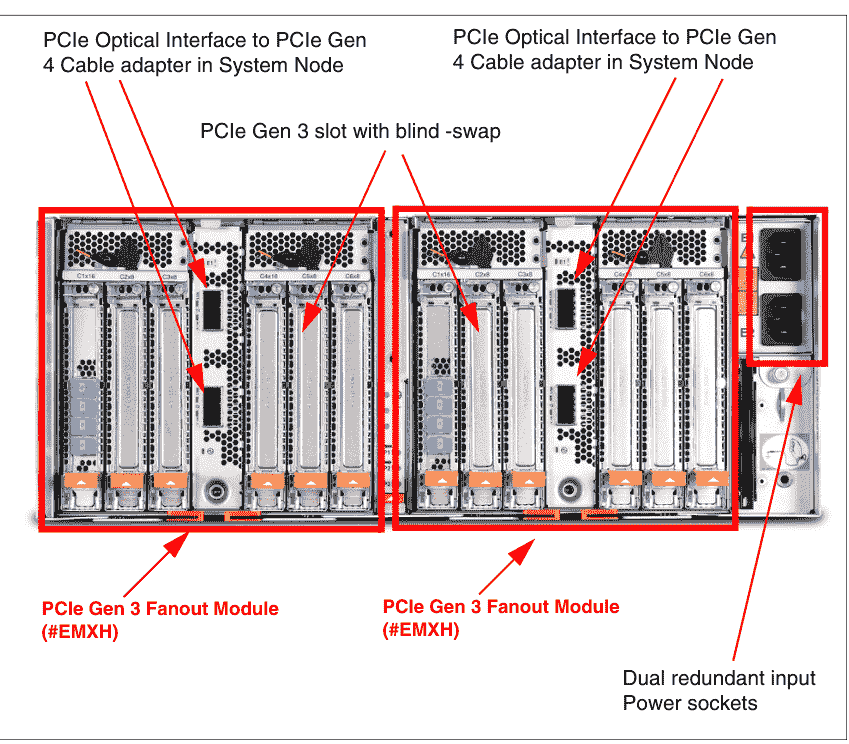 PCIe Optical Interface to PCIe Gen
4 Cable adapter in System Node
PCIe Optical Interface to PCIe Gen
4 Cable adapter in System Node
PCIe Gen 3 slot with blind -swap
C1x16 C2x8 C3x8 C4x16 C5x8 C6x8
C1x16 C2x8 C3x8 C4x16 C5x8 C6x8
PCIe Gen 3 Fanout Module
(#EMXH)
PCIe Gen 3 Fanout Module
(#EMXH)
Dual redundant input
Power sockets